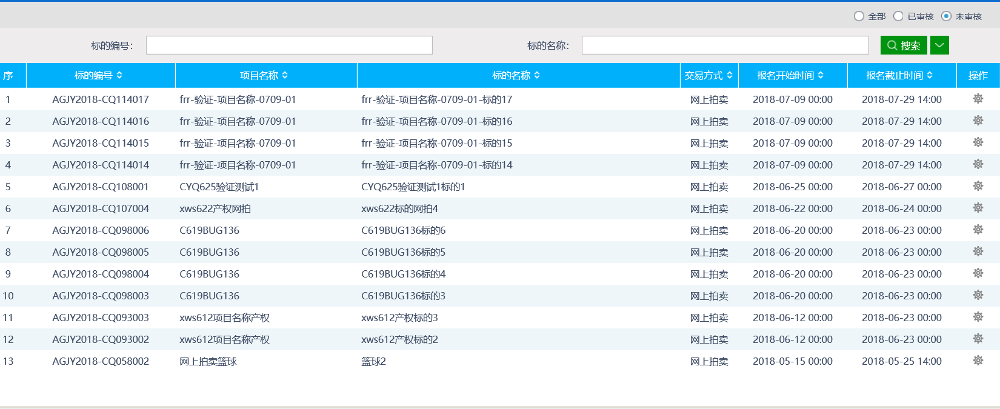 全部 已审核 未审核
标的编号： 标的名称： 搜索
序 标的编号 项目名称 标的名称 交易方式 报名开始时间 报名截止时间 操作
1 AGJY2018-CQ114017 frr-验证-项目名称-0709-01 frr-验证-项目名称-0709-01-标的17 网上拍卖 2018-07-09 00:00 2018-07-29 14:00
2 AGJY2018-CQ114016 frr-验证-项目名称-0709-01 frr-验证-项目名称-0709-01-标的16 网上拍卖 2018-07-09 00:00 2018-07-29 14:00
3 AGJY2018-CQ114015 frr-验证-项目名称-0709-01 frr-验证-项目名称-0709-01-标的15 网上拍卖 2018-07-09 00:00 2018-07-29 14:00
4 AGJY2018-CQ114014 frr-验证-项目名称-0709-01 frr-验证-项目名称-0709-01-标的14 网上拍卖 2018-07-09 00:00 2018-07-29 14:00
5 AGJY2018-CQ108001 CYQ625验证测试1 CYQ625验证测试1标的1 网上拍卖 2018-06-25 00:00 2018-06-27 00:00
6 AGJY2018-CQ107004 xws622产权网拍 xws622标的网拍4 网上拍卖 2018-06-22 00:00 2018-06-24 00:00
7 AGJY2018-CQ098006 C619BUG136 C619BUG136标的6 网上拍卖 2018-06-20 00:00 2018-06-23 00:00
8 AGJY2018-CQ098005 C619BUG136 C619BUG136标的5 网上拍卖 2018-06-20 00:00 2018-06-23 00:00
9 AGJY2018-CQ098004 C619BUG136 C619BUG136标的4 网上拍卖 2018-06-20 00:00 2018-06-23 00:00
10 AGJY2018-CQ098003 C619BUG136 C619BUG136标的3 网上拍卖 2018-06-20 00:00 2018-06-23 00:00
11 AGJY2018-CQ093003 xws612项目名称产权 xws612产权标的3 网上拍卖 2018-06-12 00:00 2018-06-23 00:00
12 AGJY2018-CQ093002 xws612项目名称产权 xws612产权标的2 网上拍卖 2018-06-12 00:00 2018-06-23 00:00
13 AGJY2018-CQ058002 网上拍卖篮球 篮球2 网上拍卖 2018-05-15 00:00 2018-05-25 14:00